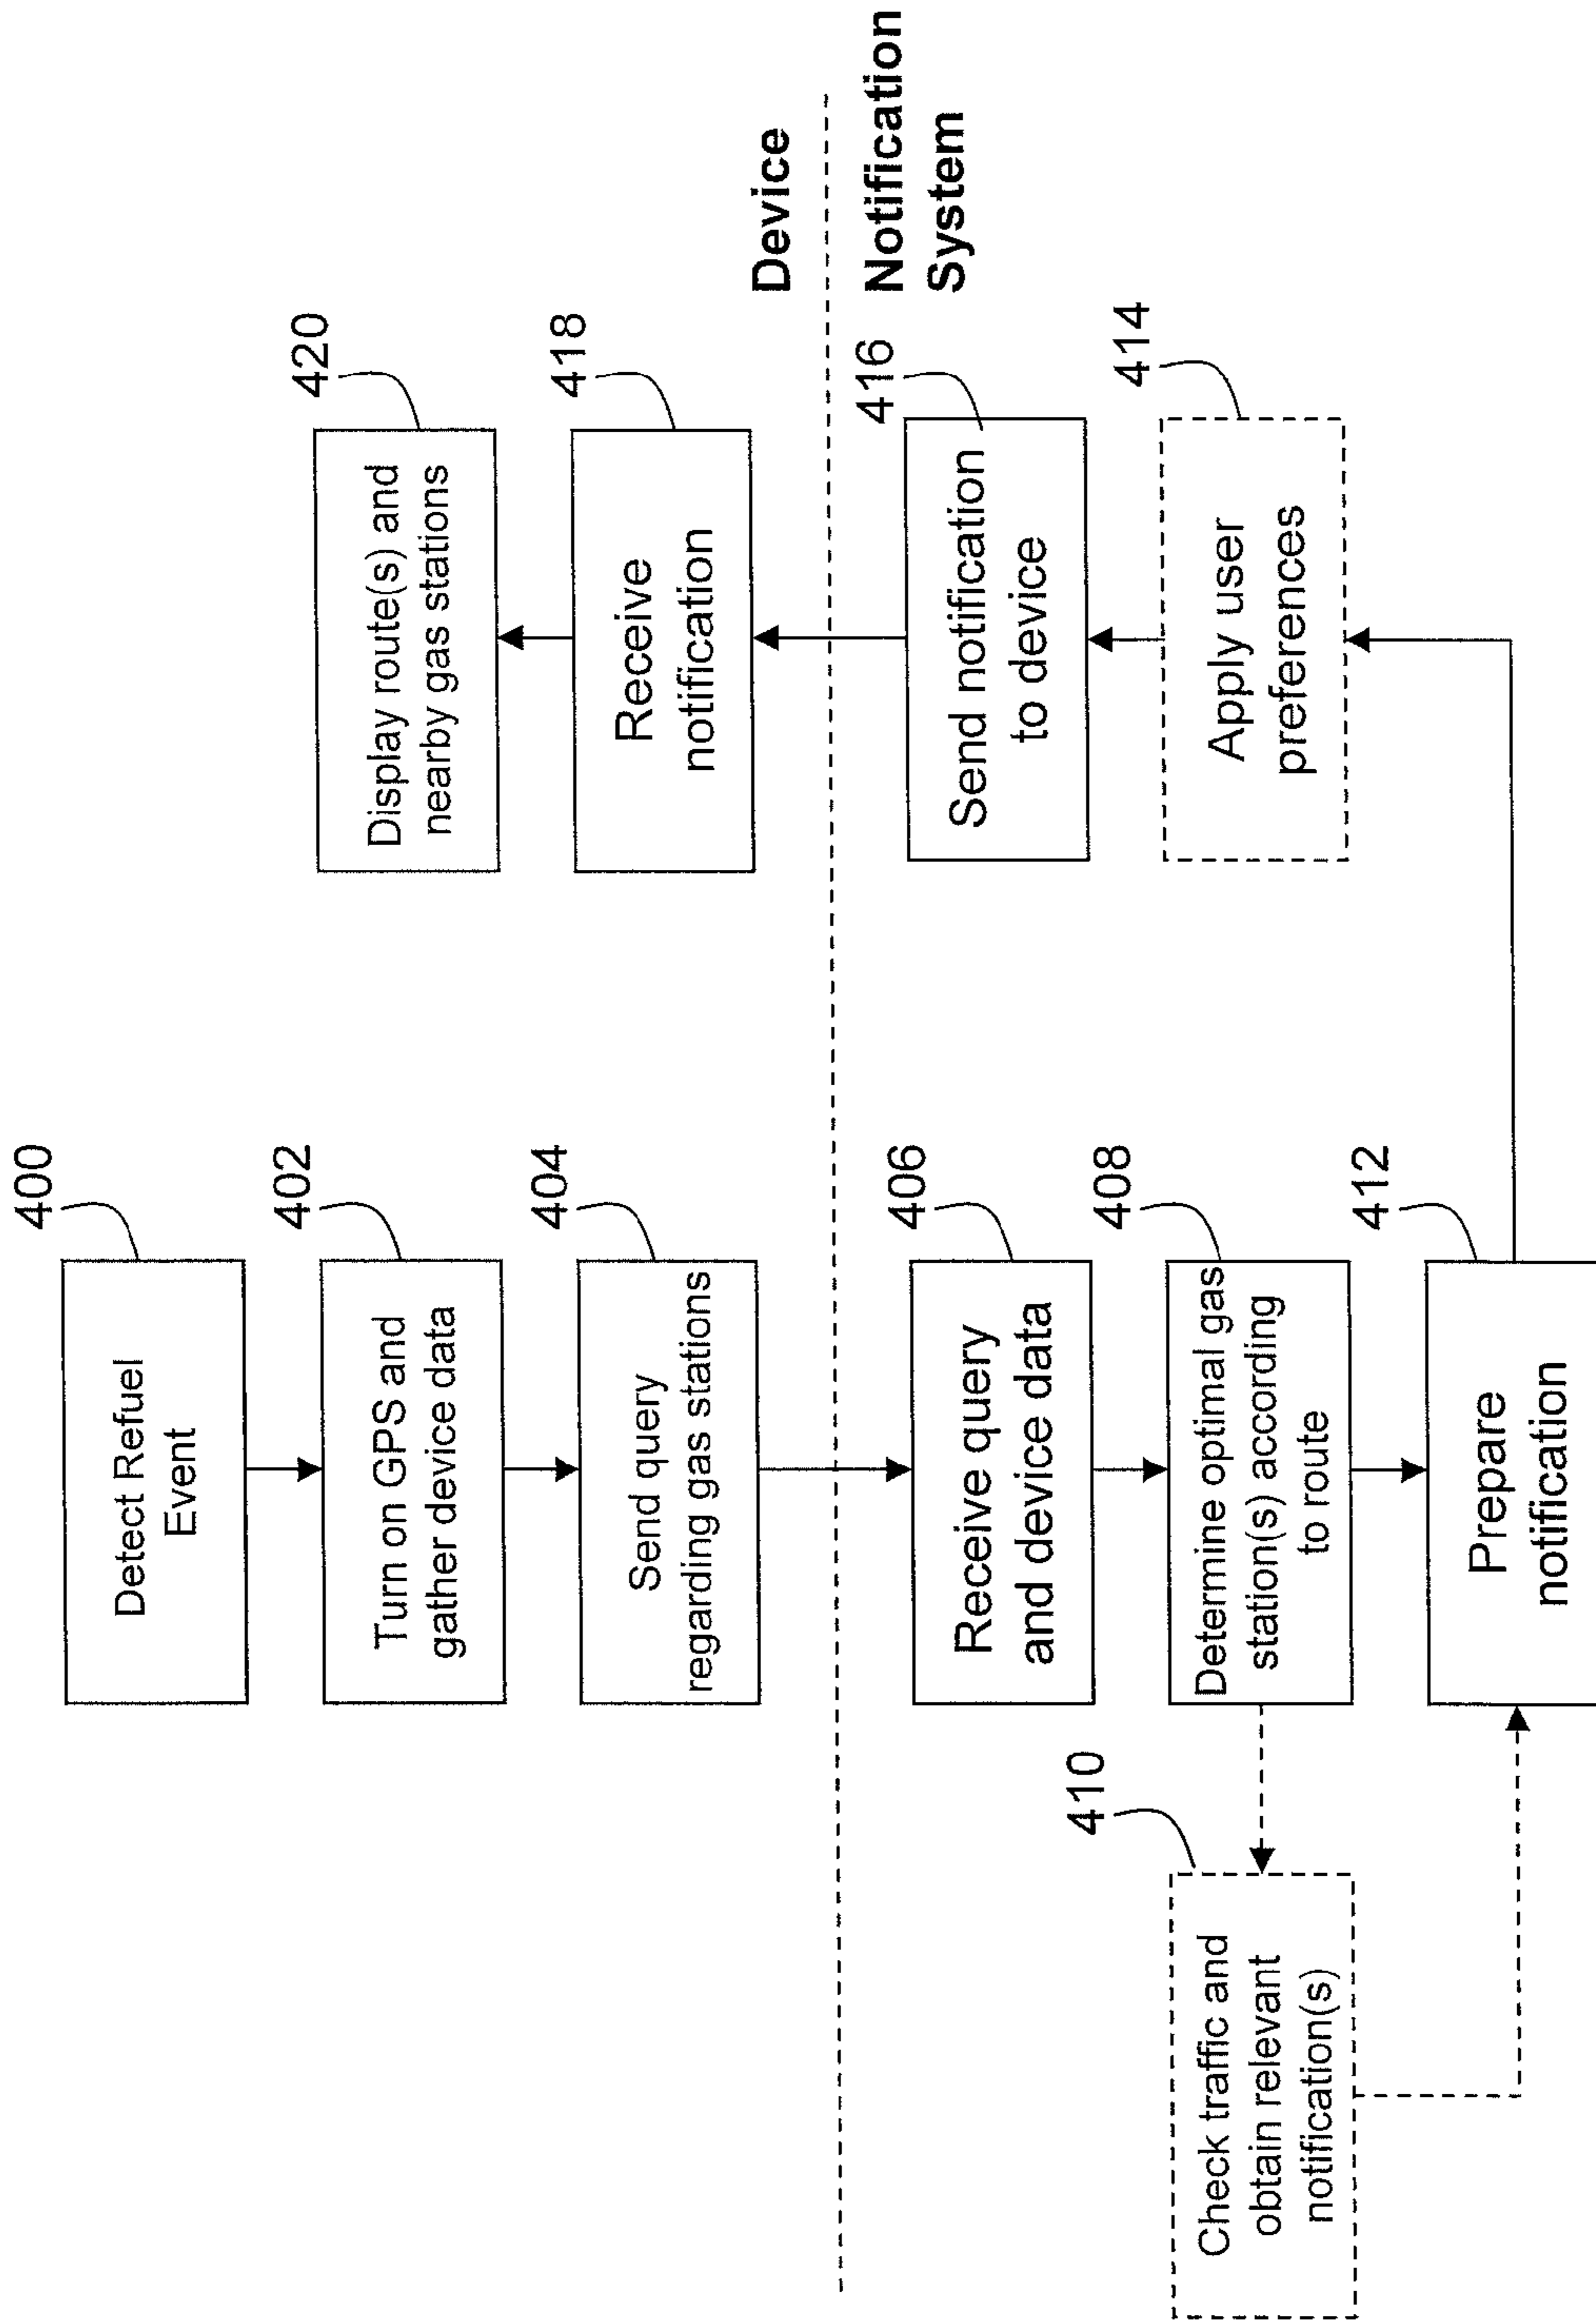 400
Detect Refuel
Event
402
Turn on GPS and
gather device data
404
Send query
regarding gas stations
406
Receive query
and device data
408
Determine optimal gas
station(s) according
to route
410
Check traffic and
obtain relevant
notification(s)
412
Prepare
notification
414
Apply user
preferences
416
Send notification
to device
418
Receive
notification
420
Display route(s) and
nearby gas stations
Device
Notification
System